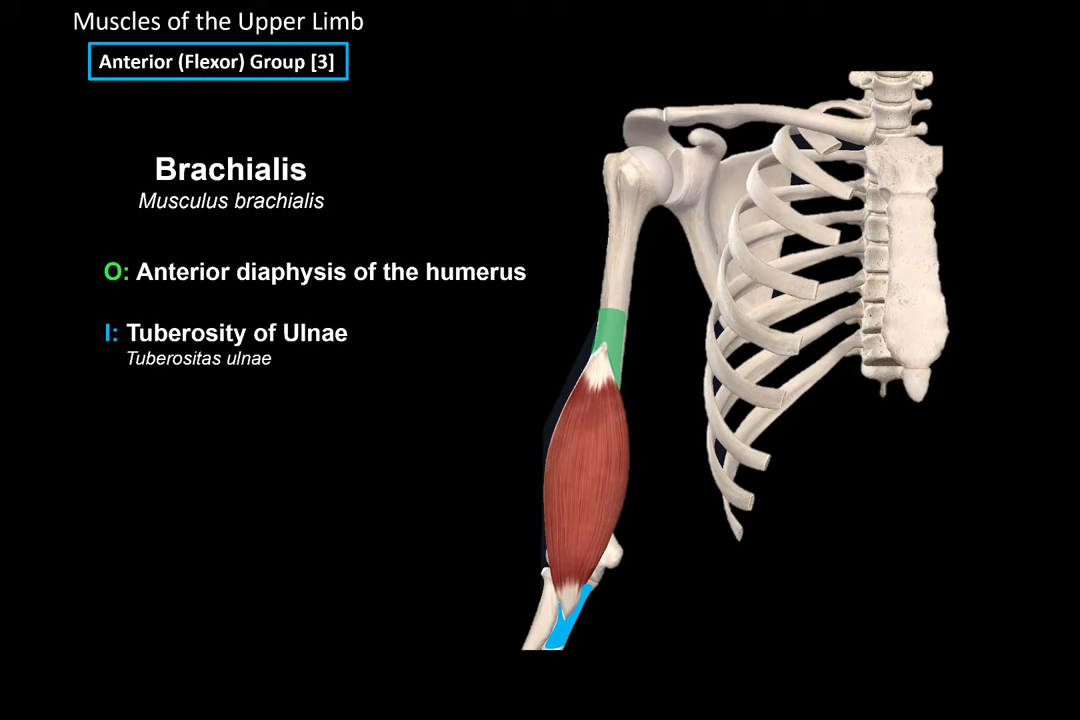 Muscles of the Upper Limb
Anterior (Flexor) Group [3]
Brachialis
Musculus brachialis
O: Anterior diaphysis of the humerus
I: Tuberosity of Ulnae
Tuberositas ulnae